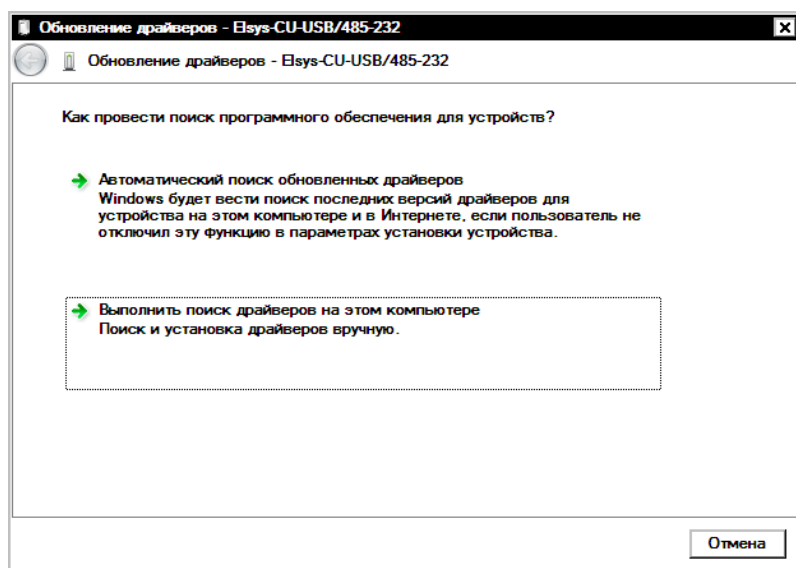 Обновление драйверов - Elsys-CU-USB/485-232
Обновление драйверов - Elsys-CU-USB/485-232
Как провести поиск программного обеспечения для устройств?
Автоматический поиск обновленных драйверов
Windows будет вести поиск последних версий драйверов для
устройства на этом компьютере и в Интернете, если пользователь не
отключил эту функцию в параметрах установки устройства.
Выполнить поиск драйверов на этом компьютере
Поиск и установка драйверов вручную.
Отмена